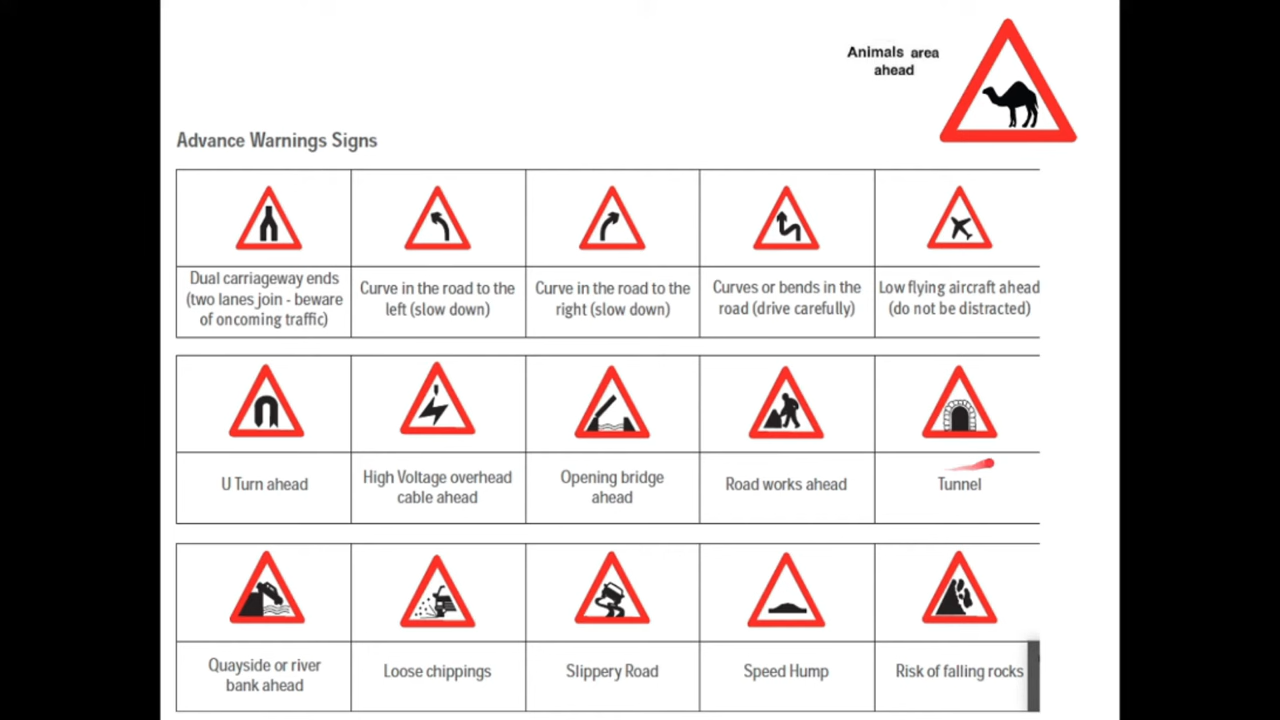 Animals area
ahead
Advance Warnings Signs
Dual carriageway ends
(two lanes join - beware
of oncoming traffic)
Curve in the road to the
left (slow down)
Curve in the road to the
right (slow down)
Curves or bends in the
road (drive carefully)
Low flying aircraft ahead
(do not be distracted)
U Turn ahead
High Voltage overhead
cable ahead
Opening bridge
ahead
Road works ahead
Tunnel
Quayside or river
bank ahead
Loose chippings
Slippery Road
Speed Hump
Risk of falling rocks